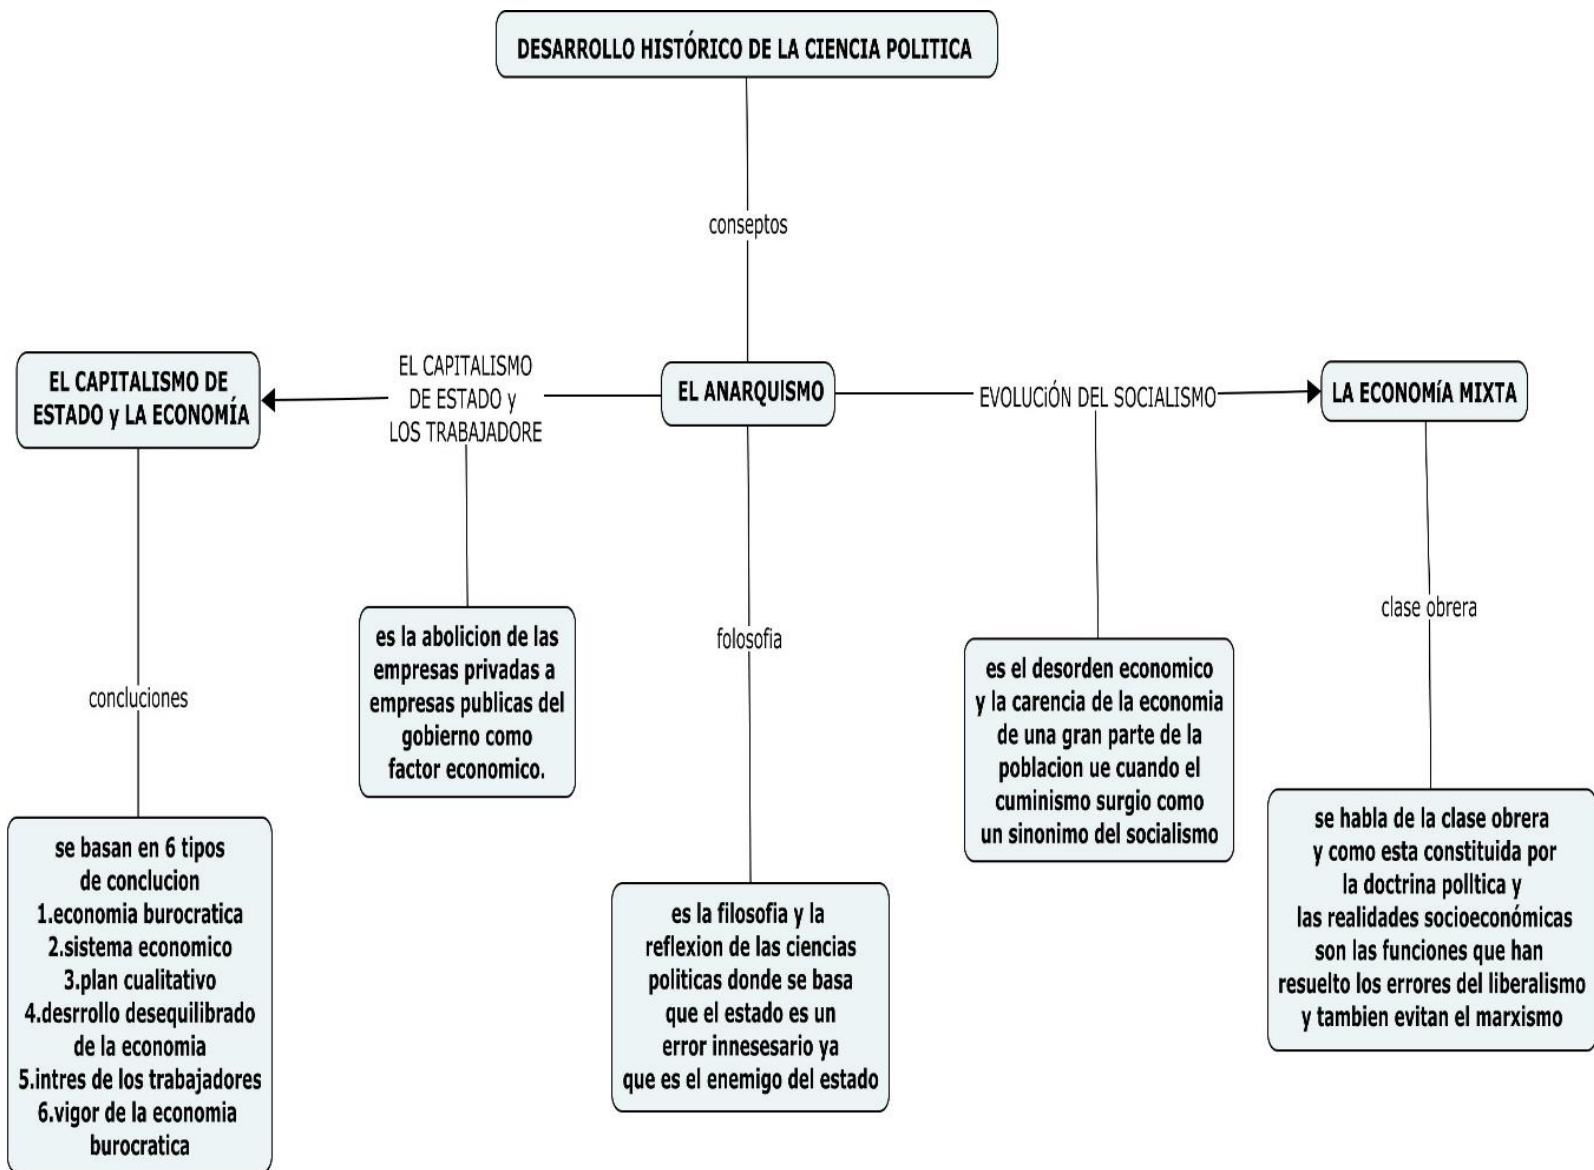 DESARROLLO HISTÓRICO DE LA CIENCIA POLITICA
conseptos
EL CAPITALISMO DE
ESTADO y LA ECONOMÍA
EL CAPITALISMO
DE ESTADO y
LOS TRABAJADORE
EL ANARQUISMO
EVOLUCiÓN DEL SOCIALISMO
LA ECONOMíA MIXTA
concluciones
se basan en 6 tipos
de conclucion
1.economia burocratica
2.sistema economico
3.plan cualitativo
4.desrrollo desequilibrado
de la economia
5.intres de los trabajadores
6.vigor de la economia
burocratica
es la abolicion de las
empresas privadas a
empresas publicas del
gobierno como
factor economico.
folosofia
es la filosofia y la
reflexion de las ciencias
politicas donde se basa
que el estado es un
error innesesario ya
que es el enemigo del estado
es el desorden economico
y la carencia de la economia
de una gran parte de la
poblacion ue cuando el
cuminismo surgio como
un sinonimo del socialismo
clase obrera
se habla de la clase obrera
y como esta constituida por
la doctrina polltica y
las realidades socioeconómicas
son las funciones que han
resuelto los errores del liberalismo
y tambien evitan el marxismo